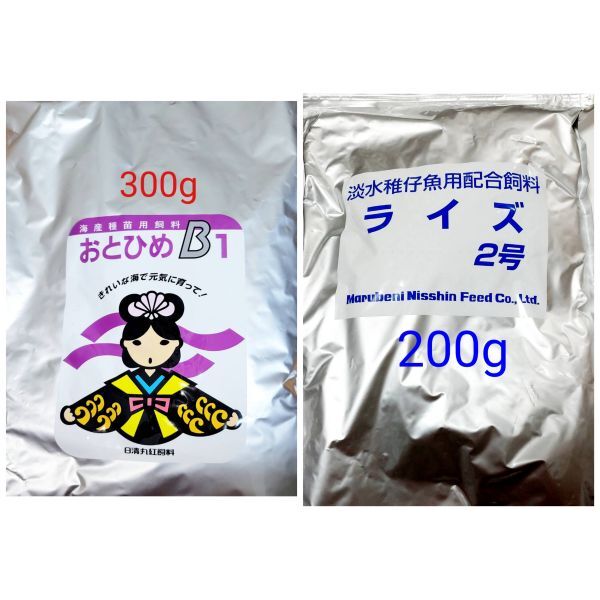 300g
海産種苗用飼料
おとひめ B1
きれいな海で元気に育って！
日清丸紅飼料
淡水稚仔魚用配合飼料
ライズ
2号
Marubeni Nisshin Feed Co., Ltd.
200g